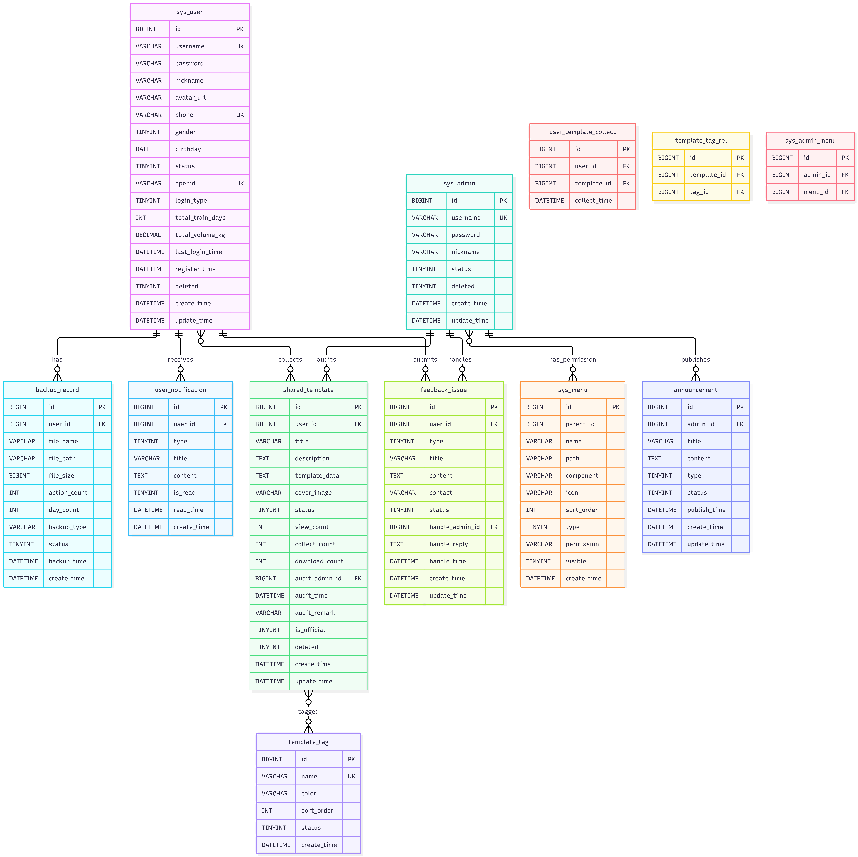 sys_user
BIGINT id PK
VARCHAR username UK
VARCHAR password
VARCHAR nickname
VARCHAR avatar_url
VARCHAR phone UK
TINYINT gender
DATE birthday
TINYINT status
VARCHAR openid UK
TINYINT login_type
INT total_train_days
DECIMAL total_volume_kg
DATETIME last_login_time
DATETIME register_time
TINYINT deleted
DATETIME create_time
DATETIME update_time
user_template_collect
BIGINT id PK
BIGINT user_id FK
BIGINT template_id FK
DATETIME collect_time
template_tag_rel
BIGINT id PK
BIGINT template_id FK
BIGINT tag_id FK
sys_admin_menu
BIGINT id PK
BIGINT admin_id FK
BIGINT menu_id FK
sys_admin
BIGINT id PK
VARCHAR username UK
VARCHAR password
VARCHAR nickname
TINYINT status
TINYINT deleted
DATETIME create_time
DATETIME update_time
has
receives
collects
audits
submits
handles
has_permission
publishes
backup_record
BIGINT id PK
BIGINT user_id FK
VARCHAR file_name
VARCHAR file_path
BIGINT file_size
INT action_count
INT day_count
VARCHAR backup_type
TINYINT status
DATETIME backup_time
DATETIME create_time
user_notification
BIGINT id PK
BIGINT user_id FK
TINYINT type
VARCHAR title
TEXT content
TINYINT is_read
DATETIME read_time
DATETIME create_time
shared_template
BIGINT id PK
BIGINT user_id FK
VARCHAR title
TEXT description
TEXT template_data
VARCHAR cover_image
TINYINT status
INT view_count
INT collect_count
INT download_count
BIGINT audit_admin_id FK
DATETIME audit_time
VARCHAR audit_remark
TINYINT is_official
TINYINT deleted
DATETIME create_time
DATETIME update_time
feedback_issue
BIGINT id PK
BIGINT user_id FK
TINYINT type
VARCHAR title
TEXT content
VARCHAR contact
TINYINT status
BIGINT handle_admin_id FK
TEXT handle_reply
DATETIME handle_time
DATETIME create_time
DATETIME update_time
sys_menu
BIGINT id PK
BIGINT parent_id
VARCHAR name
VARCHAR path
VARCHAR component
VARCHAR icon
INT sort_order
TINYINT type
VARCHAR permission
TINYINT visible
DATETIME create_time
announcement
BIGINT id PK
BIGINT admin_id FK
VARCHAR title
TEXT content
TINYINT type
TINYINT status
DATETIME publish_time
DATETIME create_time
DATETIME update_time
tagged
template_tag
BIGINT id PK
VARCHAR name UK
VARCHAR color
INT sort_order
TINYINT status
DATETIME create_time